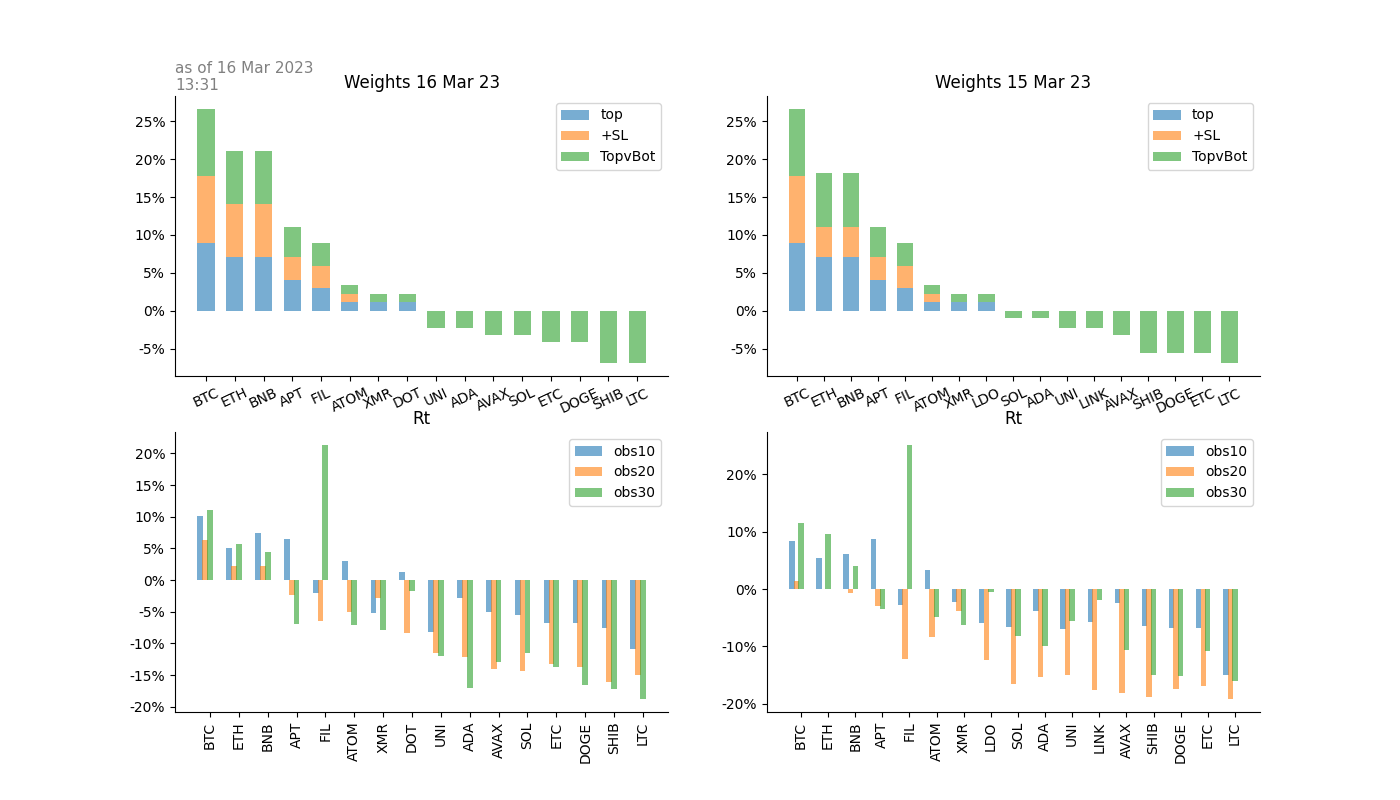 as of 16 Mar 2023
13:31
Weights 16 Mar 23
25%
20%
15%
10%
5%
0%
-5%
top
+SL
TopvBot
BTC ETH BNB APT FIL ATOM XMR DOT UNI ADA AVAX SOL ETC DOGE SHIB LTC
Weights 15 Mar 23
25%
20%
15%
10%
5%
0%
-5%
top
+SL
TopvBot
BTC ETH BNB APT FIL ATOM XMR LDO SOL ADA UNI LINK AVAX SHIB DOGE ETC LTC
Rt
20%
15%
10%
5%
0%
-5%
-10%
-15%
-20%
obs10
obs20
obs30
BTC ETH BNB APT FIL ATOM XMR DOT UNI ADA AVAX SOL ETC DOGE SHIB LTC
Rt
20%
10%
0%
-10%
-20%
obs10
obs20
obs30
BTC ETH BNB APT FIL ATOM XMR LDO SOL ADA UNI LINK AVAX SHIB DOGE ETC LTC